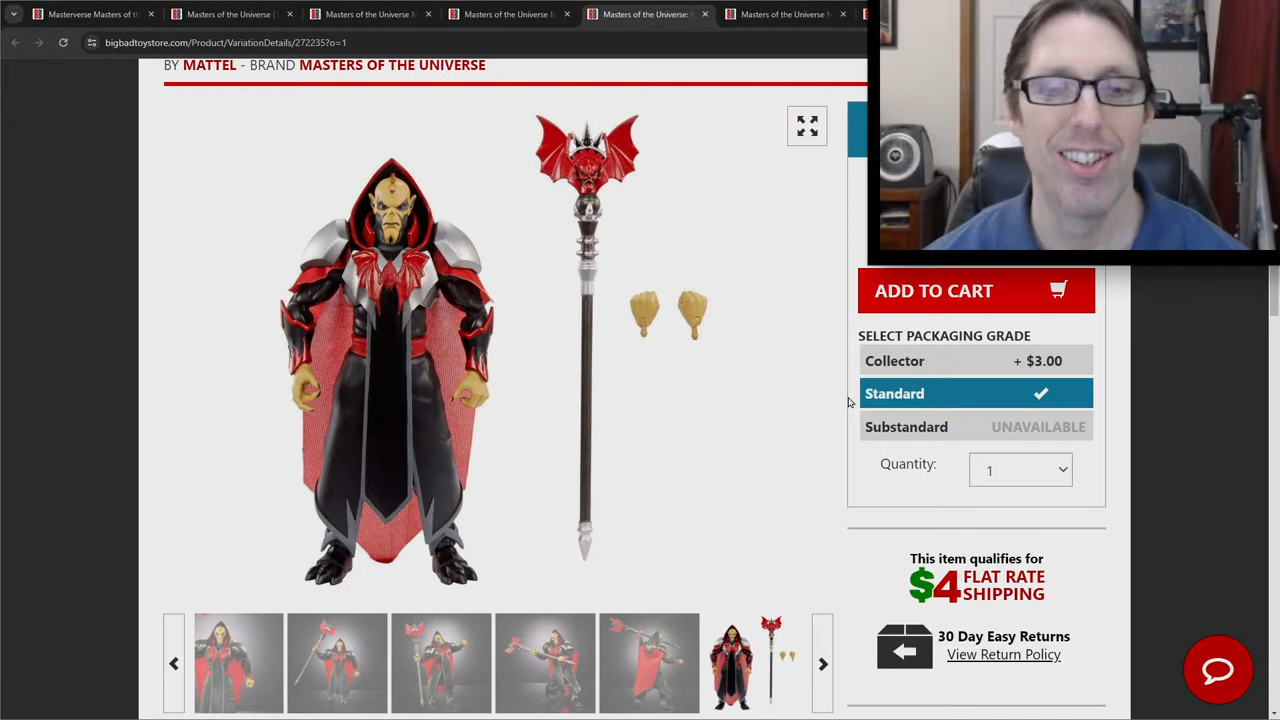 Masterverse Masters of the
Masters of the Universe (
Masters of the Universe M
Masters of the Universe M
Masters of the Universe:
Masters of the Universe M
bigbadtoystore.com/Product/VariationDetails/272235?o=1
BY MATTEL - BRAND MASTERS OF THE UNIVERSE
ADD TO CART
SELECT PACKAGING GRADE
Collector + $3.00
Standard
Substandard UNAVAILABLE
Quantity: 1
This item qualifies for
$4 FLAT RATE
SHIPPING
30 Day Easy Returns
View Return Policy